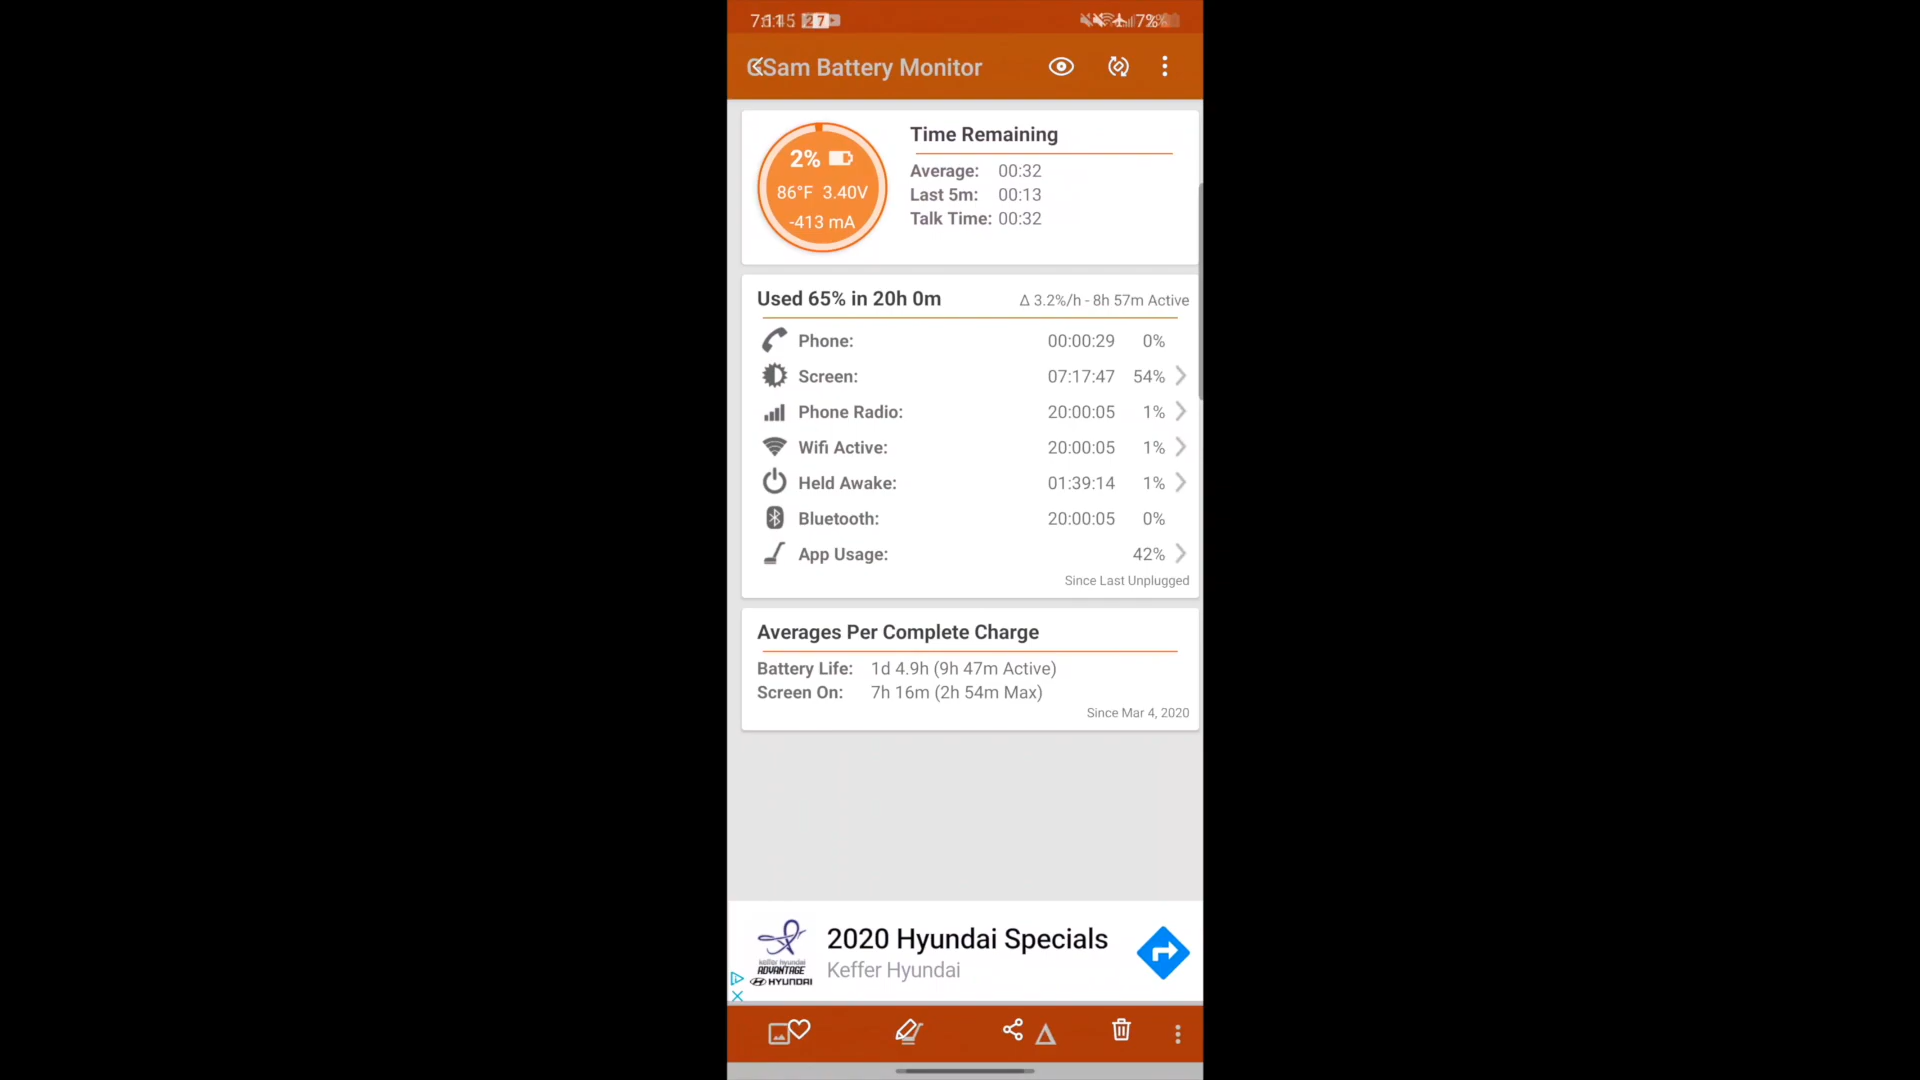 GSam Battery Monitor
2%
86°F 3.40V
-413 mA
Time Remaining
Average: 00:32
Last 5m: 00:13
Talk Time: 00:32
Used 65% in 20h 0m Δ 3.2%/h - 8h 57m Active
Phone: 00:00:29 0%
Screen: 07:17:47 54%
Phone Radio: 20:00:05 1%
Wifi Active: 20:00:05 1%
Held Awake: 01:39:14 1%
Bluetooth: 20:00:05 0%
App Usage: 42%
Since Last Unplugged
Averages Per Complete Charge
Battery Life: 1d 4.9h (9h 47m Active)
Screen On: 7h 16m (2h 54m Max)
Since Mar 4, 2020
2020 Hyundai Specials
Keffer Hyundai
keffer hyundai
ADVANTAGE
HYUNDAI